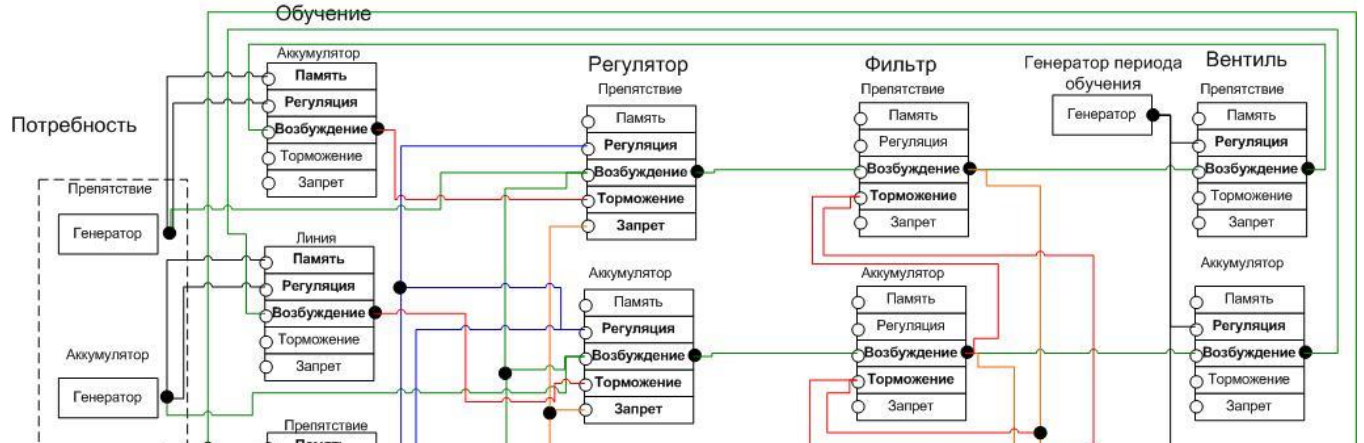 Обучение
Потребность
Препятствие
Генератор
Аккумулятор
Генератор
Аккумулятор
Память
Регуляция
Возбуждение
Торможение
Запрет
Линия
Память
Регуляция
Возбуждение
Торможение
Запрет
Препятствие
Память
Регулятор
Препятствие
Память
Регуляция
Возбуждение
Торможение
Запрет
Аккумулятор
Память
Регуляция
Возбуждение
Торможение
Запрет
Фильтр
Препятствие
Память
Регуляция
Возбуждение
Торможение
Запрет
Аккумулятор
Память
Регуляция
Возбуждение
Торможение
Запрет
Генератор периода
обучения
Генератор
Вентиль
Препятствие
Память
Регуляция
Возбуждение
Торможение
Запрет
Аккумулятор
Память
Регуляция
Возбуждение
Торможение
Запрет